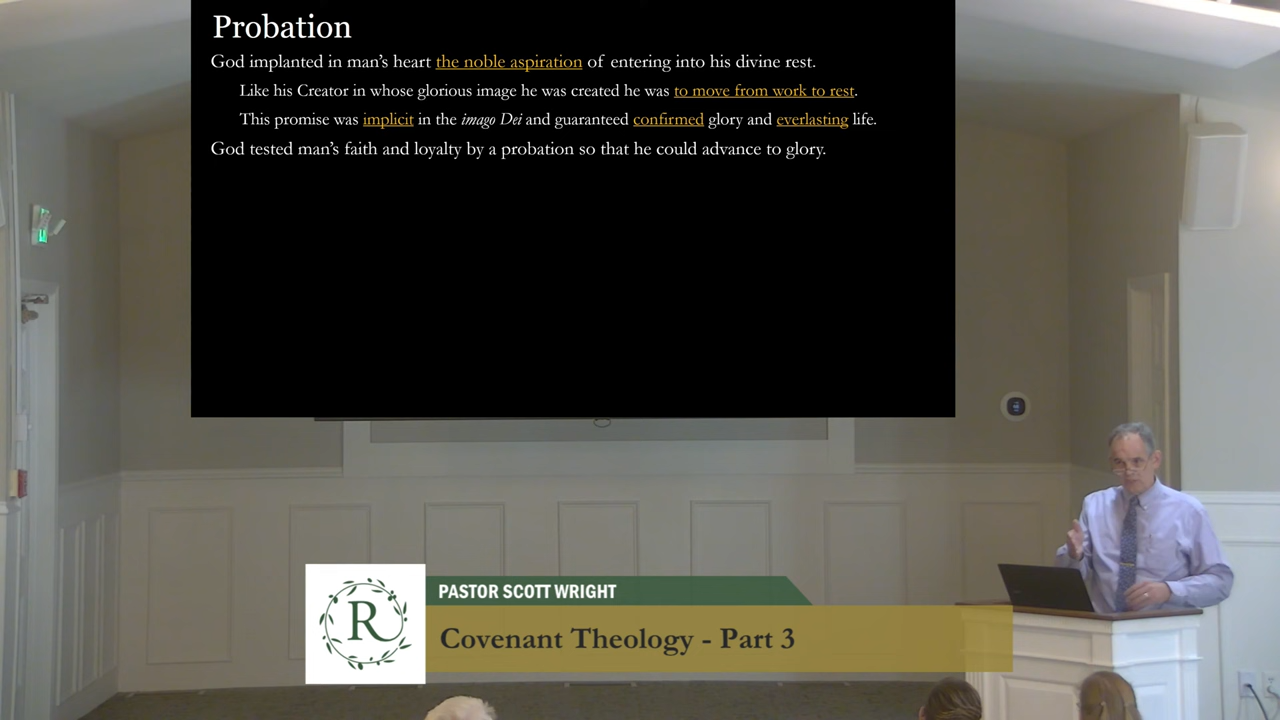 Probation
God implanted in man's heart the noble aspiration of entering into his divine rest.
Like his Creator in whose glorious image he was created he was to move from work to rest.
This promise was implicit in the imago Dei and guaranteed confirmed glory and everlasting life.
God tested man's faith and loyalty by a probation so that he could advance to glory.
R
PASTOR SCOTT WRIGHT
Covenant Theology - Part 3